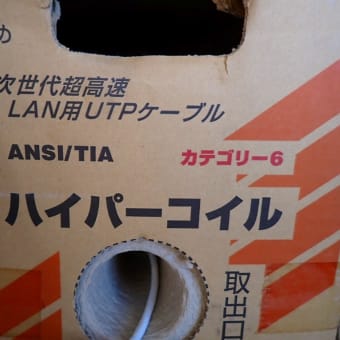 の
次世代超高速
LAN用UTPケーブル
ANSI/TIA カテゴリー6
ハイパーコイル
取出口